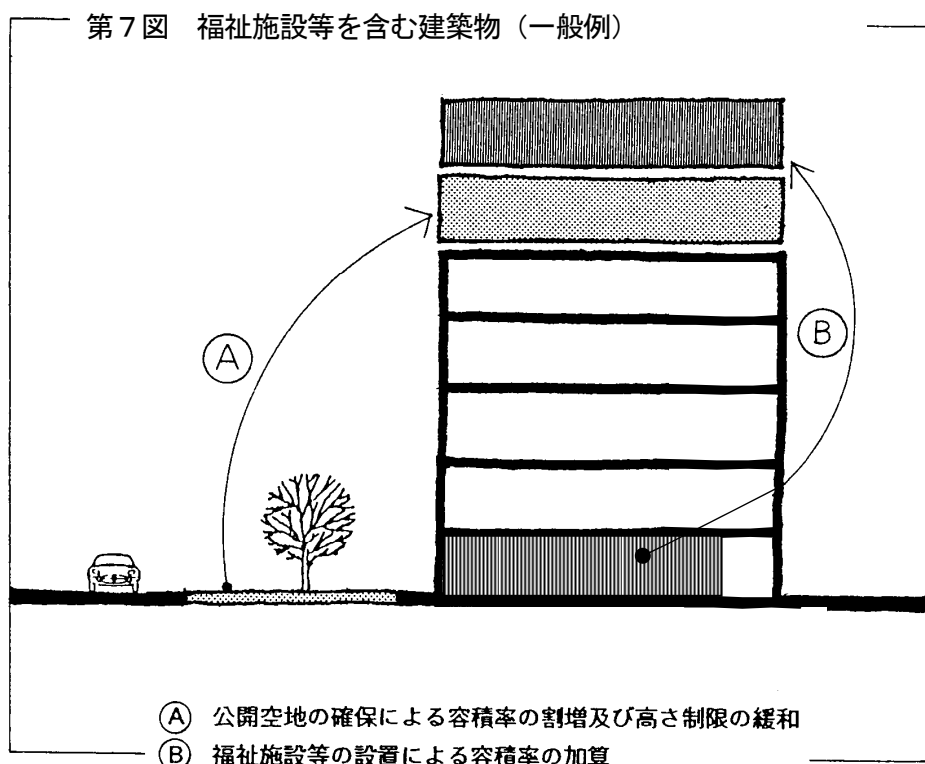 第7図　福祉施設等を含む建築物（一般例）
A
B
A　公開空地の確保による容積率の割増及び高さ制限の緩和
B　福祉施設等の設置による容積率の加算